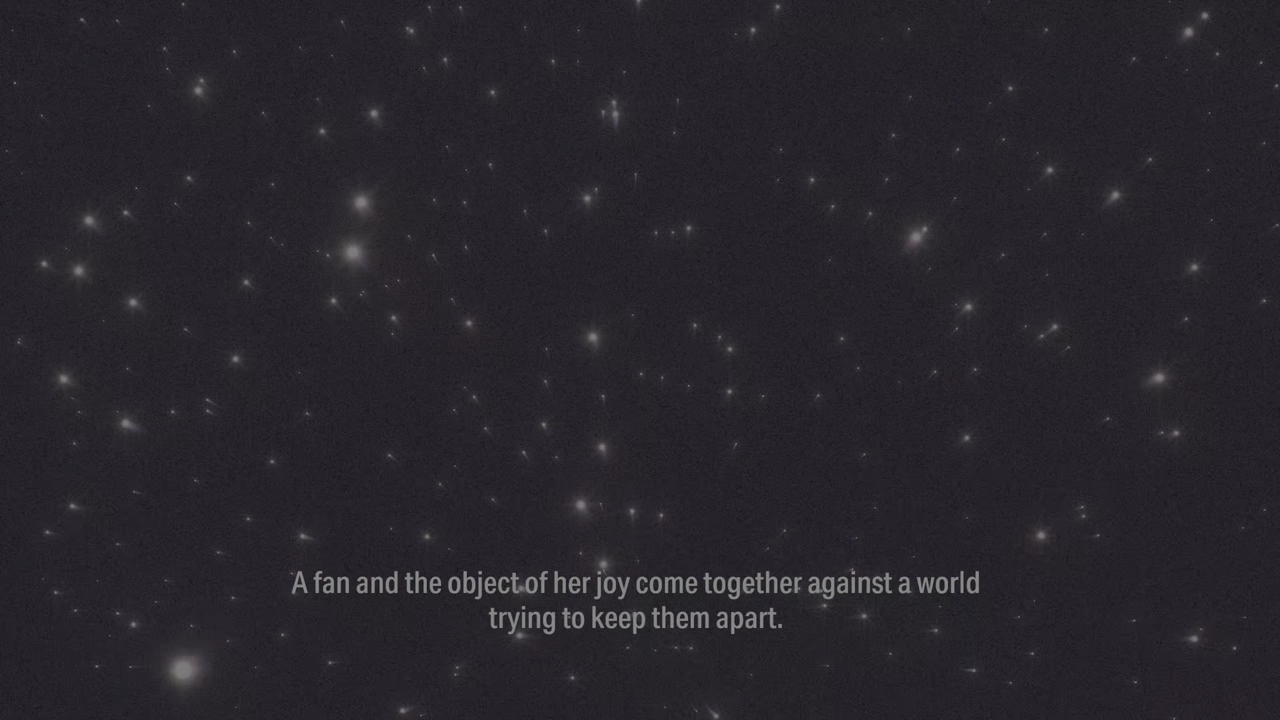 A fan and the object of her joy come together against a world
trying to keep them apart.